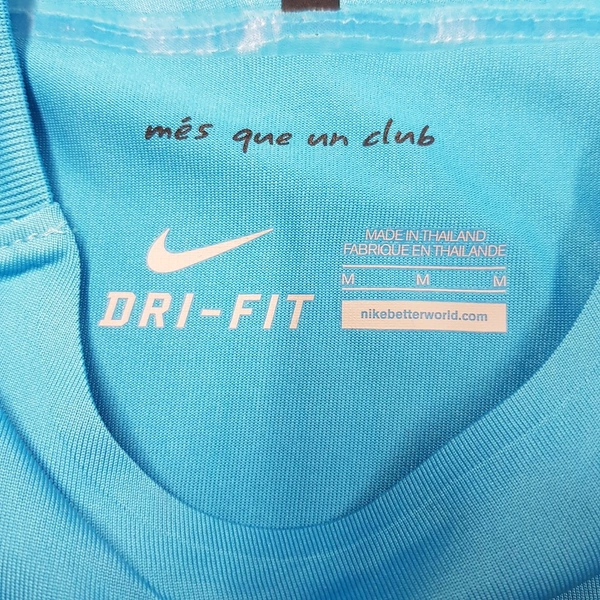 més que un club
MADE IN THAILAND
FABRIQUE EN THAILANDE
M M M
DRI-FIT
nikebetterworld.com